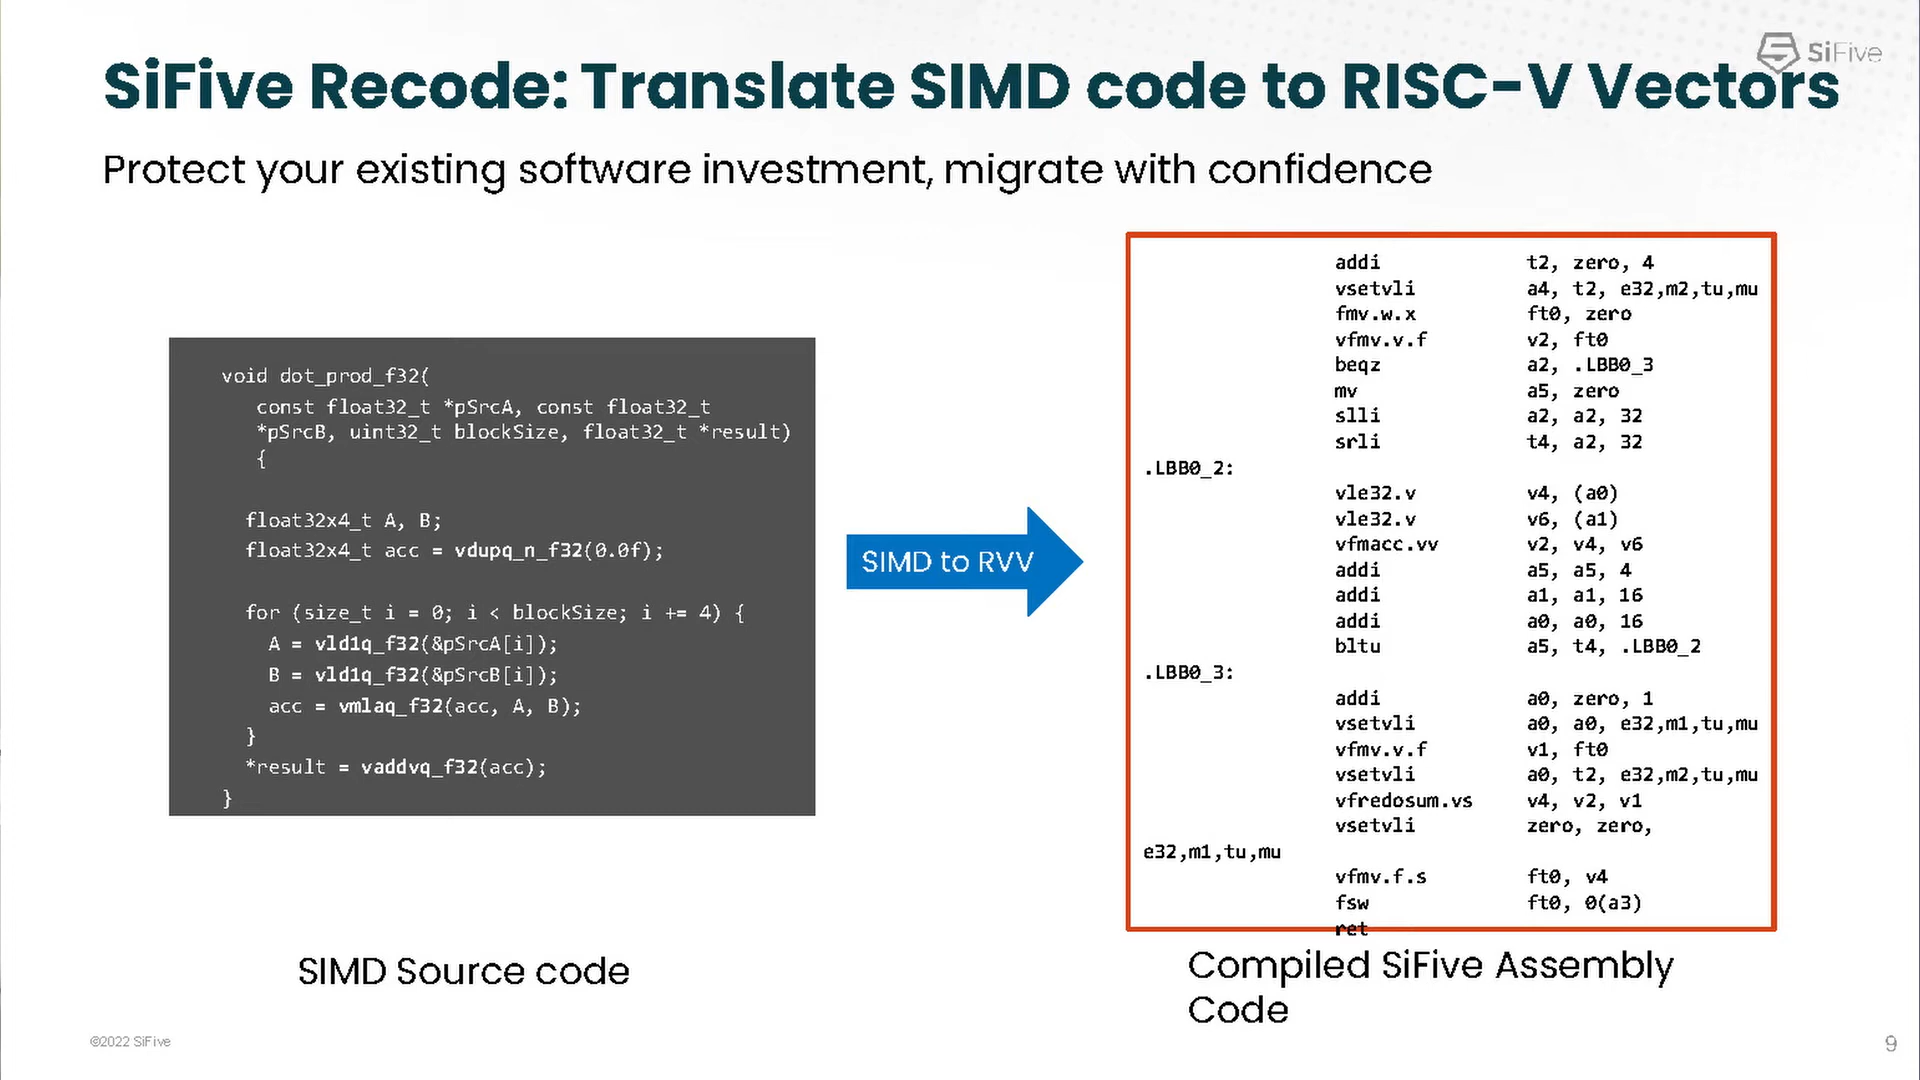 SiFive
SiFive Recode: Translate SIMD code to RISC-V Vectors
Protect your existing software investment, migrate with confidence
void dot_prod_f32(
const float32_t *pSrcA, const float32_t
*pSrcB, uint32_t blockSize, float32_t *result)
{
float32x4_t A, B;
float32x4_t acc = vdupq_n_f32(0.0f);
for (size_t i = 0; i < blockSize; i += 4) {
A = vld1q_f32(&pSrcA[i]);
B = vld1q_f32(&pSrcB[i]);
acc = vmlaq_f32(acc, A, B);
}
*result = vaddvq_f32(acc);
}
SIMD Source code
SIMD to RVV
addi t2, zero, 4
vsetvli a4, t2, e32,m2,tu,mu
fmv.w.x ft0, zero
vfmv.v.f v2, ft0
beqz a2, .LBB0_3
mv a5, zero
slli a2, a2, 32
srli t4, a2, 32
.LBB0_2:
vle32.v v4, (a0)
vle32.v v6, (a1)
vfmacc.vv v2, v4, v6
addi a5, a5, 4
addi a1, a1, 16
addi a0, a0, 16
bltu a5, t4, .LBB0_2
.LBB0_3:
addi a0, zero, 1
vsetvli a0, a0, e32,m1,tu,mu
vfmv.v.f v1, ft0
vsetvli a0, t2, e32,m2,tu,mu
vfredosum.vs v4, v2, v1
vsetvli zero, zero,
e32,m1,tu,mu
vfmv.f.s ft0, v4
fsw ft0, 0(a3)
ret
Compiled SiFive Assembly
Code
©2022 SiFive
9